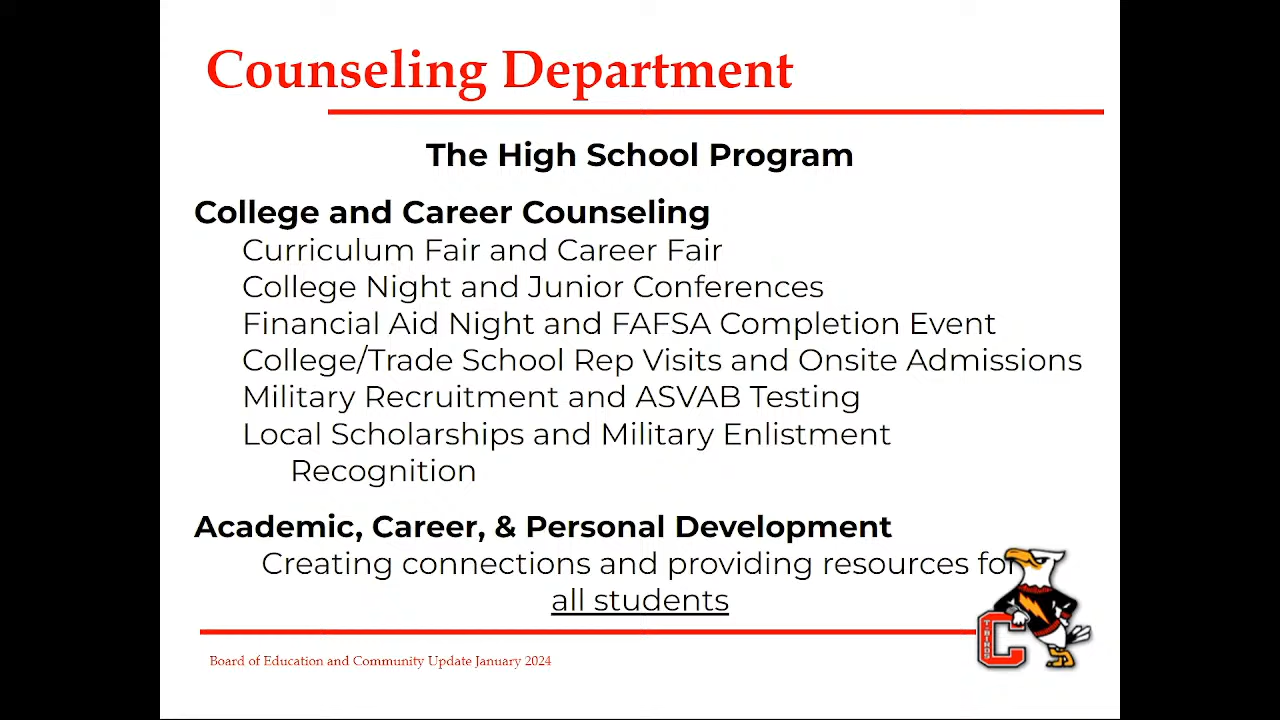 Counseling Department
The High School Program
College and Career Counseling
Curriculum Fair and Career Fair
College Night and Junior Conferences
Financial Aid Night and FAFSA Completion Event
College/Trade School Rep Visits and Onsite Admissions
Military Recruitment and ASVAB Testing
Local Scholarships and Military Enlistment
Recognition
Academic, Career, & Personal Development
Creating connections and providing resources for
all students
C
T-BIRDS
Board of Education and Community Update January 2024